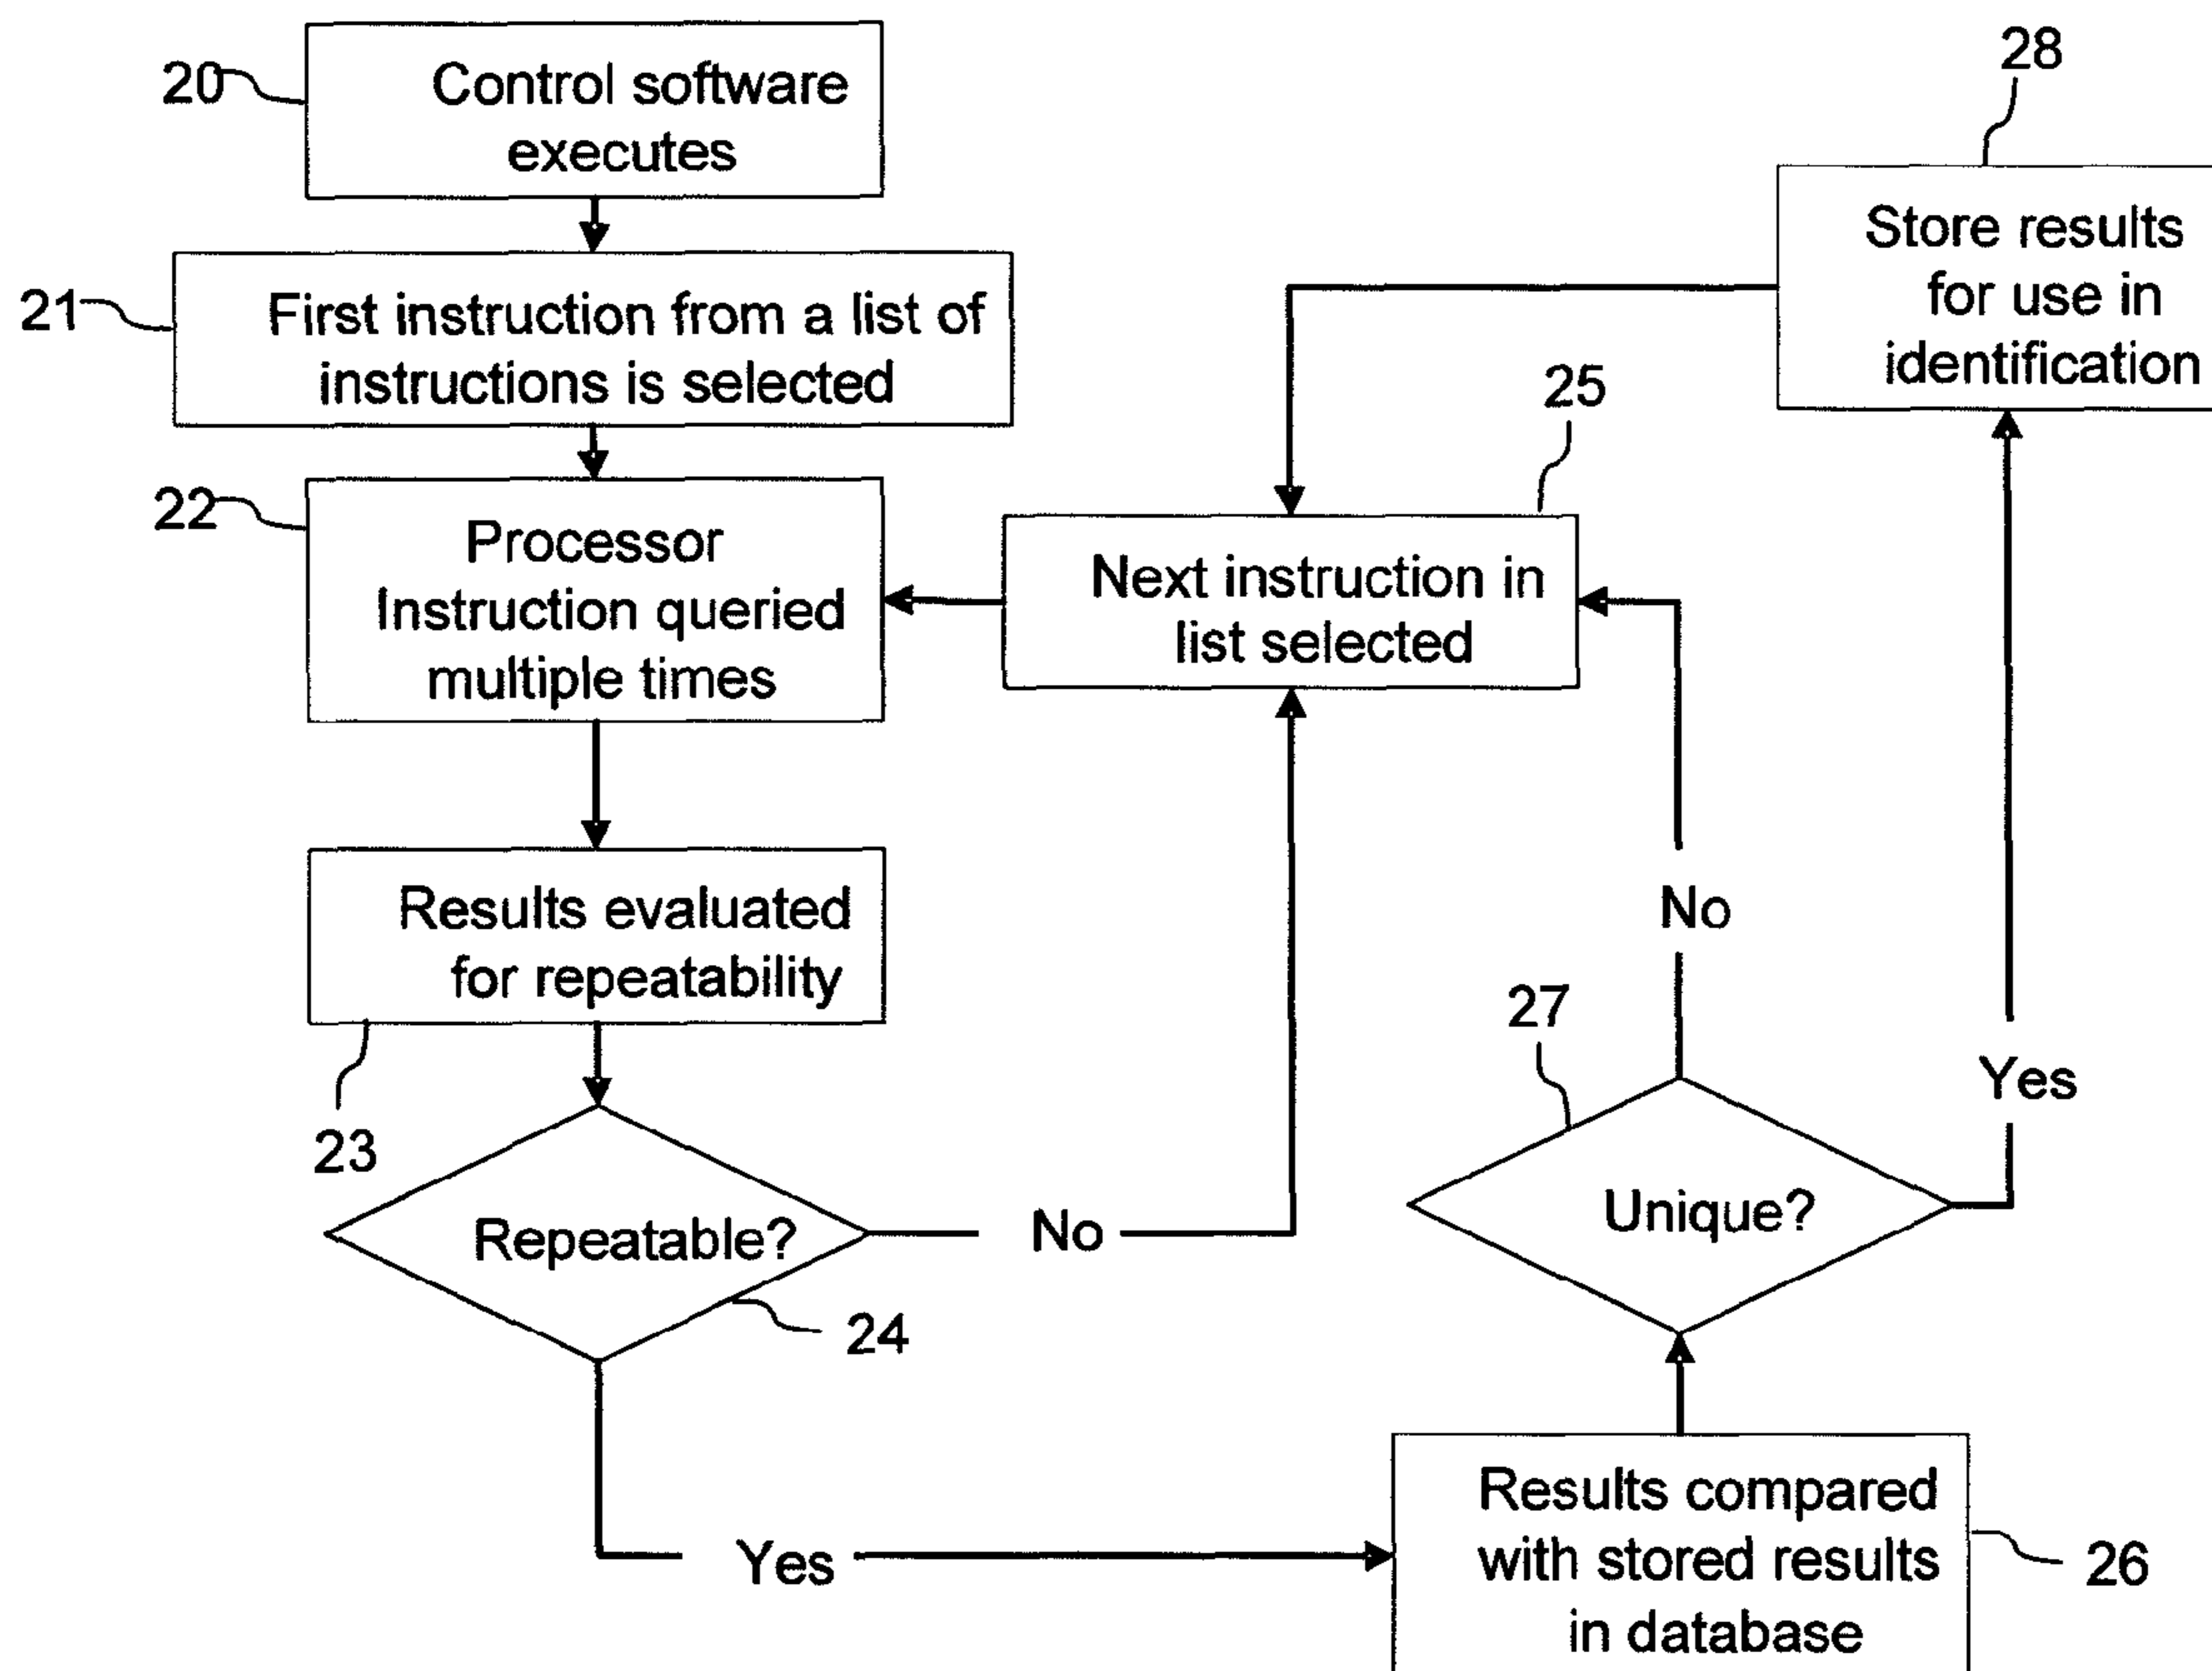 20
Control software
executes
21
First instruction from a list of
instructions is selected
22
Processor
Instruction queried
multiple times
23
Results evaluated
for repeatability
Repeatable?
24
No
Yes
25
Next instruction in
list selected
Results compared
with stored results
in database
26
27
Unique?
No
Yes
28
Store results
for use in
identification